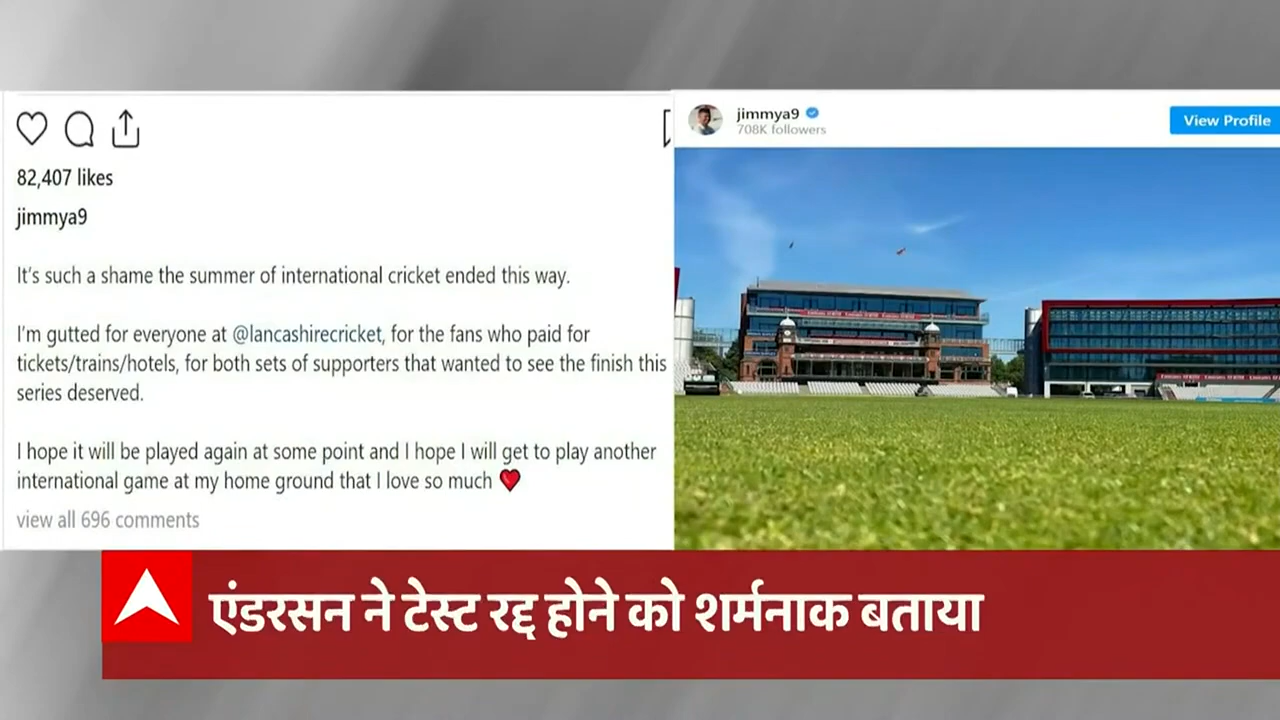 82,407 likes
jimmya9
It's such a shame the summer of international cricket ended this way.
I'm gutted for everyone at @lancashirecricket, for the fans who paid for
tickets/trains/hotels, for both sets of supporters that wanted to see the finish this
series deserved.
I hope it will be played again at some point and I hope I will get to play another
international game at my home ground that I love so much ❤️
view all 696 comments
jimmya9
708K followers
View Profile
एंडरसन ने टेस्ट रद्द होने को शर्मनाक बताया